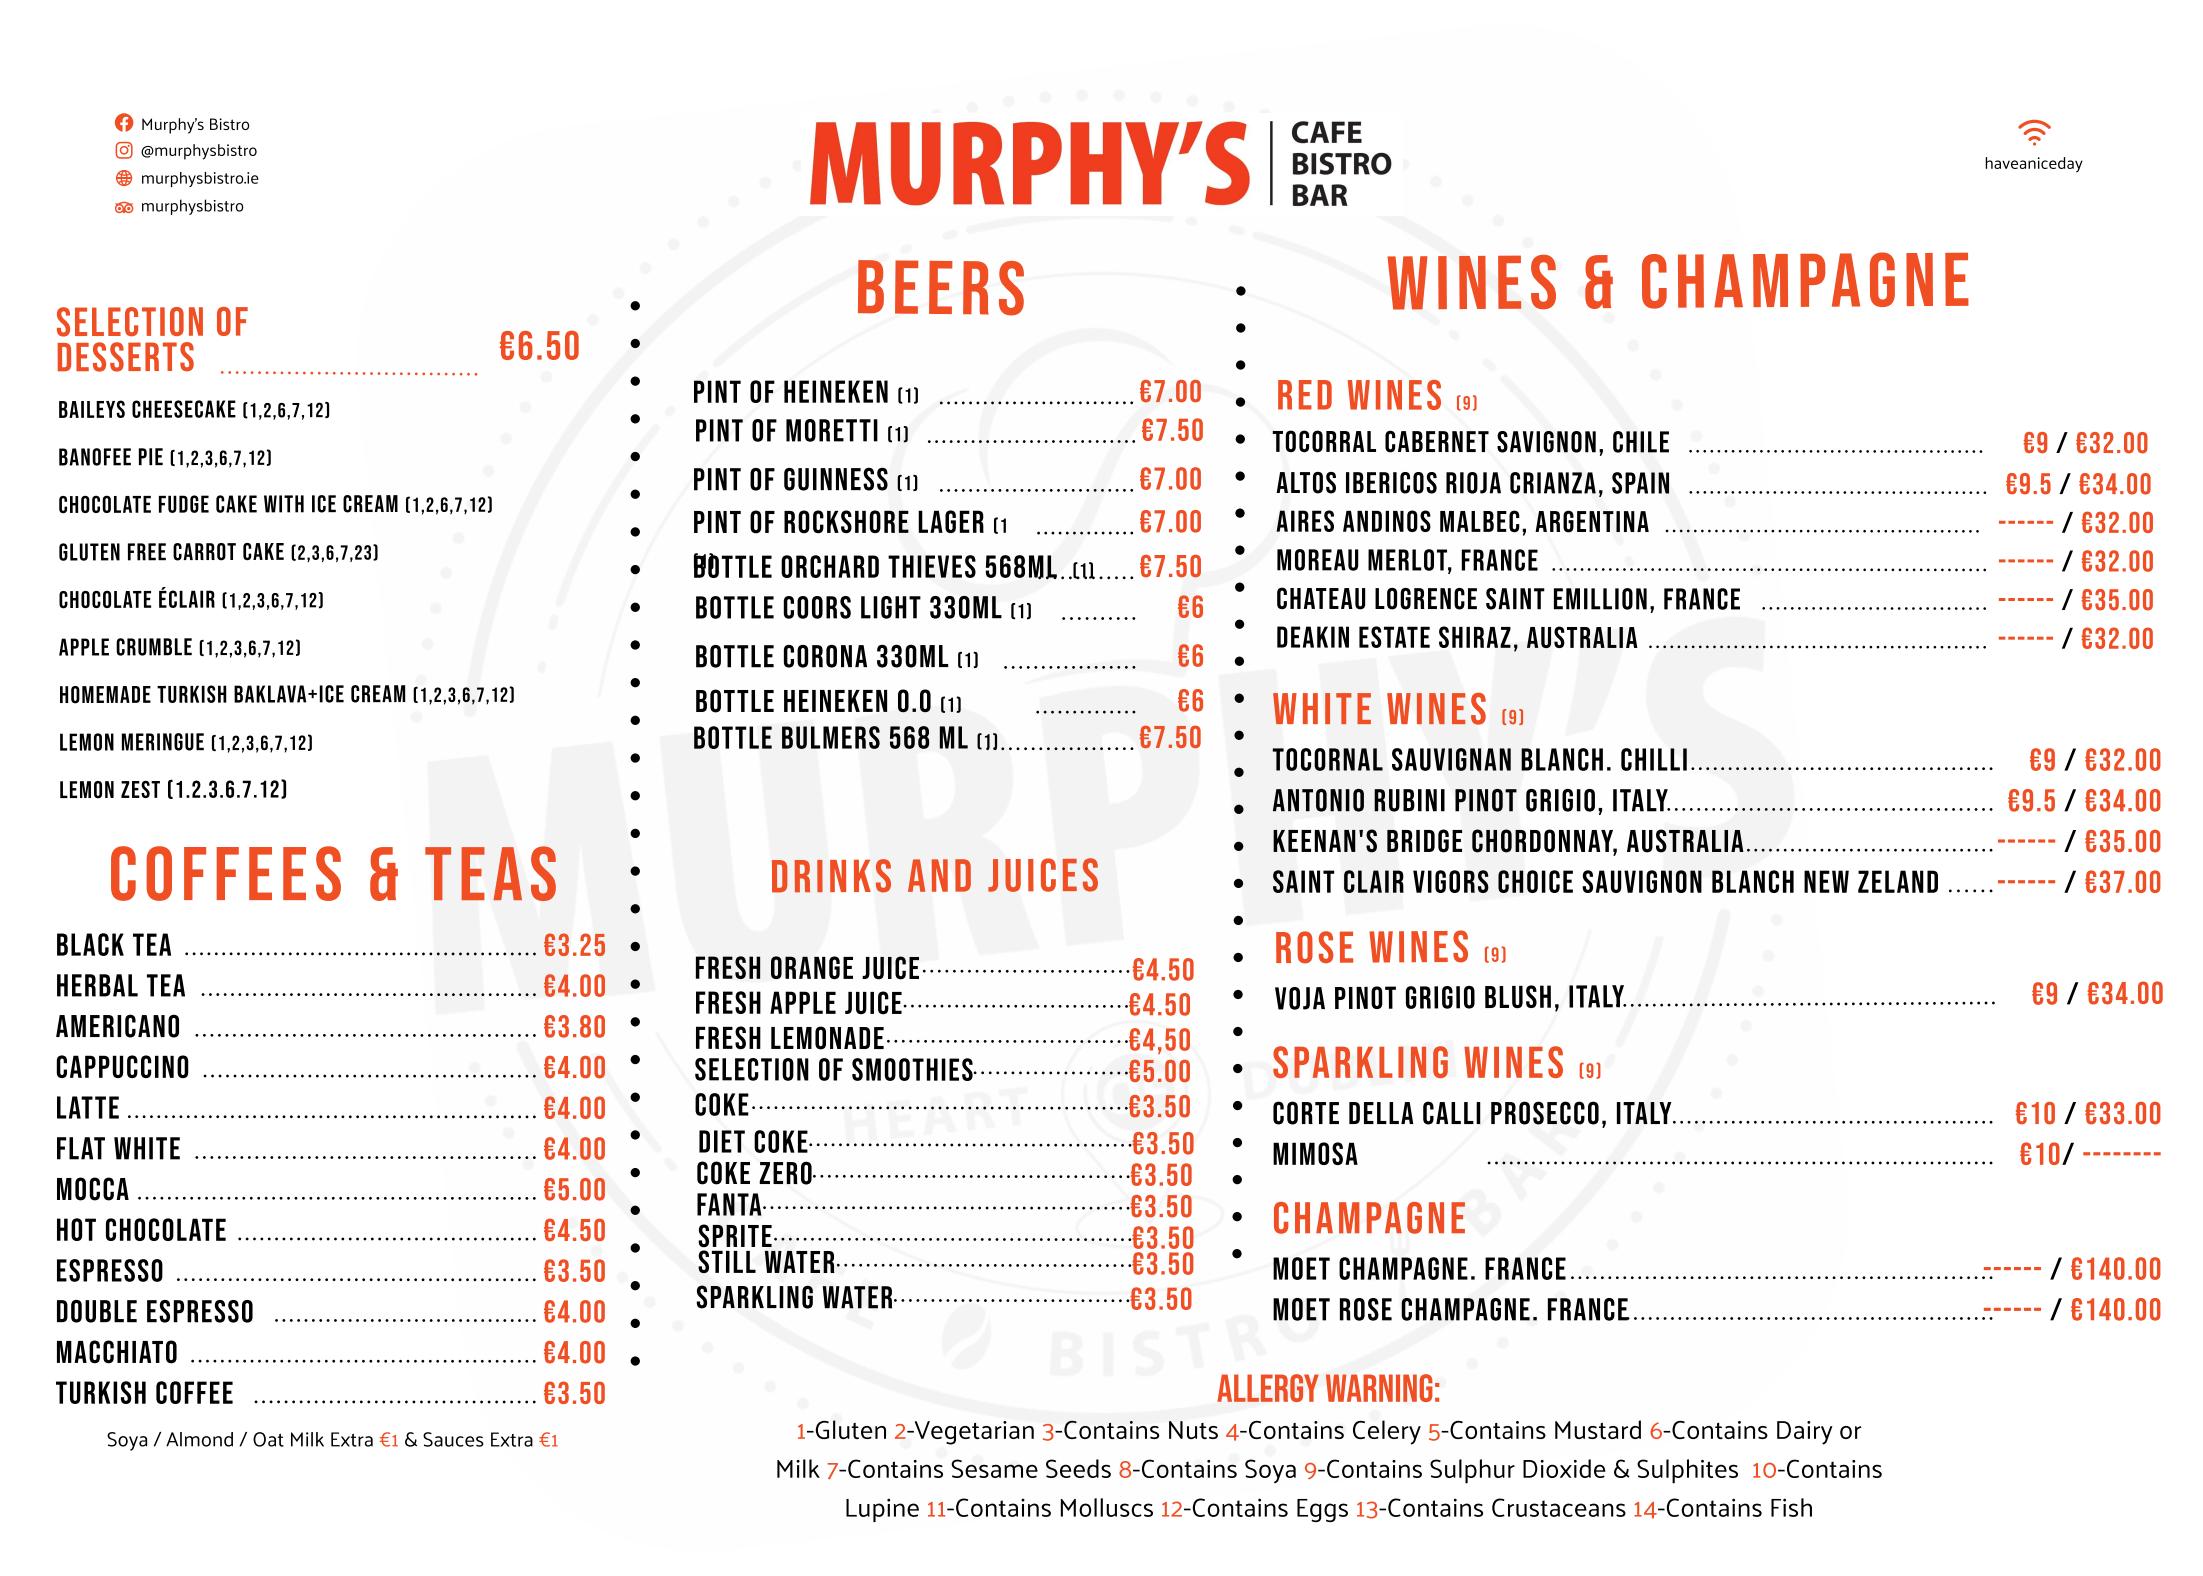 Murphy's Bistro
@murphysbistro
murphysbistro.ie
murphysbistro
MURPHY'S
CAFE
BISTRO
BAR
haveaniceday
SELECTION OF
DESSERTS .................................. €6.50
BAILEYS CHEESECAKE (1,2,6,7,12)
BANOFEE PIE (1,2,3,6,7,12)
CHOCOLATE FUDGE CAKE WITH ICE CREAM (1,2,6,7,12)
GLUTEN FREE CARROT CAKE (2,3,6,7,23)
CHOCOLATE ÉCLAIR (1,2,3,6,7,12)
APPLE CRUMBLE (1,2,3,6,7,12)
HOMEMADE TURKISH BAKLAVA+ICE CREAM (1,2,3,6,7,12)
LEMON MERINGUE (1,2,3,6,7,12)
LEMON ZEST (1.2.3.6.7.12)
COFFEES & TEAS
BLACK TEA ........ €3.25
HERBAL TEA ........ €4.00
AMERICANO ........ €3.80
CAPPUCCINO ........ €4.00
LATTE ........ €4.00
FLAT WHITE ........ €4.00
MOCCA ........ €5.00
HOT CHOCOLATE ........ €4.50
ESPRESSO ........ €3.50
DOUBLE ESPRESSO ........ €4.00
MACCHIATO ........ €4.00
TURKISH COFFEE ........ €3.50
Soya / Almond / Oat Milk Extra €1 & Sauces Extra €1
BEERS
PINT OF HEINEKEN (1) ........ €7.00
PINT OF MORETTI (1) ........ €7.50
PINT OF GUINNESS (1) ........ €7.00
PINT OF ROCKSHORE LAGER (1 ........ €7.00
BOTTLE ORCHARD THIEVES 568ML (1) ........ €7.50
BOTTLE COORS LIGHT 330ML (1) ........ €6
BOTTLE CORONA 330ML (1) ........ €6
BOTTLE HEINEKEN 0.0 (1) ........ €6
BOTTLE BULMERS 568 ML (1)........ €7.50
DRINKS AND JUICES
FRESH ORANGE JUICE........€4.50
FRESH APPLE JUICE........€4.50
FRESH LEMONADE........€4,50
SELECTION OF SMOOTHIES........€5.00
COKE........€3.50
DIET COKE........€3.50
COKE ZERO........€3.50
FANTA........€3.50
SPRITE........€3.50
STILL WATER........€3.50
SPARKLING WATER........€3.50
WINES & CHAMPAGNE
RED WINES (9)
TOCORRAL CABERNET SAVIGNON, CHILE ........ €9 / €32.00
ALTOS IBERICOS RIOJA CRIANZA, SPAIN ........ €9.5 / €34.00
AIRES ANDINOS MALBEC, ARGENTINA ........ ------ / €32.00
MOREAU MERLOT, FRANCE ........ ------ / €32.00
CHATEAU LOGRENCE SAINT EMILLION, FRANCE ........ ------ / €35.00
DEAKIN ESTATE SHIRAZ, AUSTRALIA ........ ------ / €32.00
WHITE WINES (9)
TOCORNAL SAUVIGNAN BLANCH. CHILLI........ €9 / €32.00
ANTONIO RUBINI PINOT GRIGIO, ITALY........ €9.5 / €34.00
KEENAN'S BRIDGE CHORDONNAY, AUSTRALIA........------ / €35.00
SAINT CLAIR VIGORS CHOICE SAUVIGNON BLANCH NEW ZELAND ......------ / €37.00
ROSE WINES (9)
VOJA PINOT GRIGIO BLUSH, ITALY........ €9 / €34.00
SPARKLING WINES (9)
CORTE DELLA CALLI PROSECCO, ITALY........ €10 / €33.00
MIMOSA ........ €10/ --------
CHAMPAGNE
MOET CHAMPAGNE. FRANCE........------ / €140.00
MOET ROSE CHAMPAGNE. FRANCE........------ / €140.00
ALLERGY WARNING:
1-Gluten 2-Vegetarian 3-Contains Nuts 4-Contains Celery 5-Contains Mustard 6-Contains Dairy or
Milk 7-Contains Sesame Seeds 8-Contains Soya 9-Contains Sulphur Dioxide & Sulphites 10-Contains
Lupine 11-Contains Molluscs 12-Contains Eggs 13-Contains Crustaceans 14-Contains Fish
MURPHY'S
HEART
BISTRO
BAR